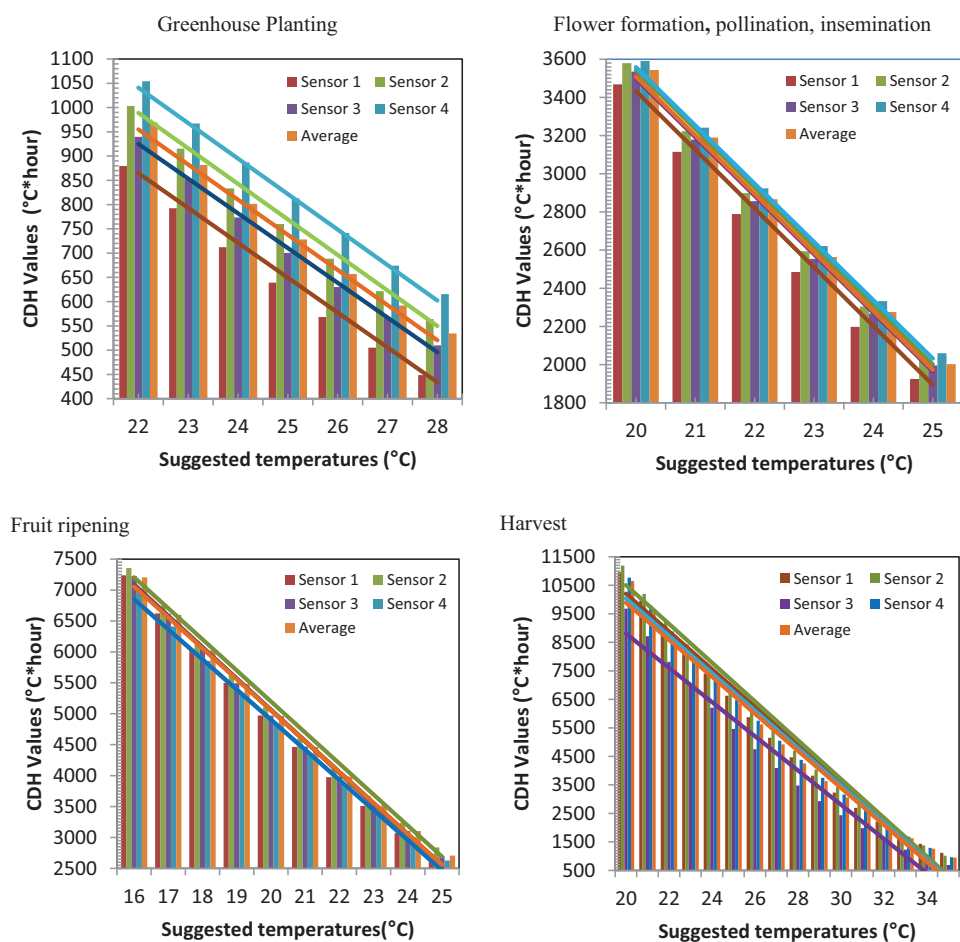 Greenhouse Planting
CDH Values (°C*hour)
1100
1050
1000
950
900
850
800
750
700
650
600
550
500
450
400
Sensor 1 Sensor 2
Sensor 3 Sensor 4
Average
22 23 24 25 26 27 28
Suggested temperatures (°C)
Flower formation, pollination, insemination
CDH Values (°C*hour)
3600
3400
3200
3000
2800
2600
2400
2200
2000
1800
Sensor 1 Sensor 2
Sensor 3 Sensor 4
Average
20 21 22 23 24 25
Suggested temperatures (°C)
Fruit ripening
CDH Values (°C*hour)
7500
7000
6500
6000
5500
5000
4500
4000
3500
3000
2500
Sensor 1 Sensor 2
Sensor 3 Sensor 4
Average
16 17 18 19 20 21 22 23 24 25
Suggested temperatures(°C)
Harvest
CDH Values (°C*hour)
11500
10500
9500
8500
7500
6500
5500
4500
3500
2500
1500
500
Sensor 1 Sensor 2
Sensor 3 Sensor 4
Average
20 22 24 26 28 30 32 34
Suggested temperatures (°C)